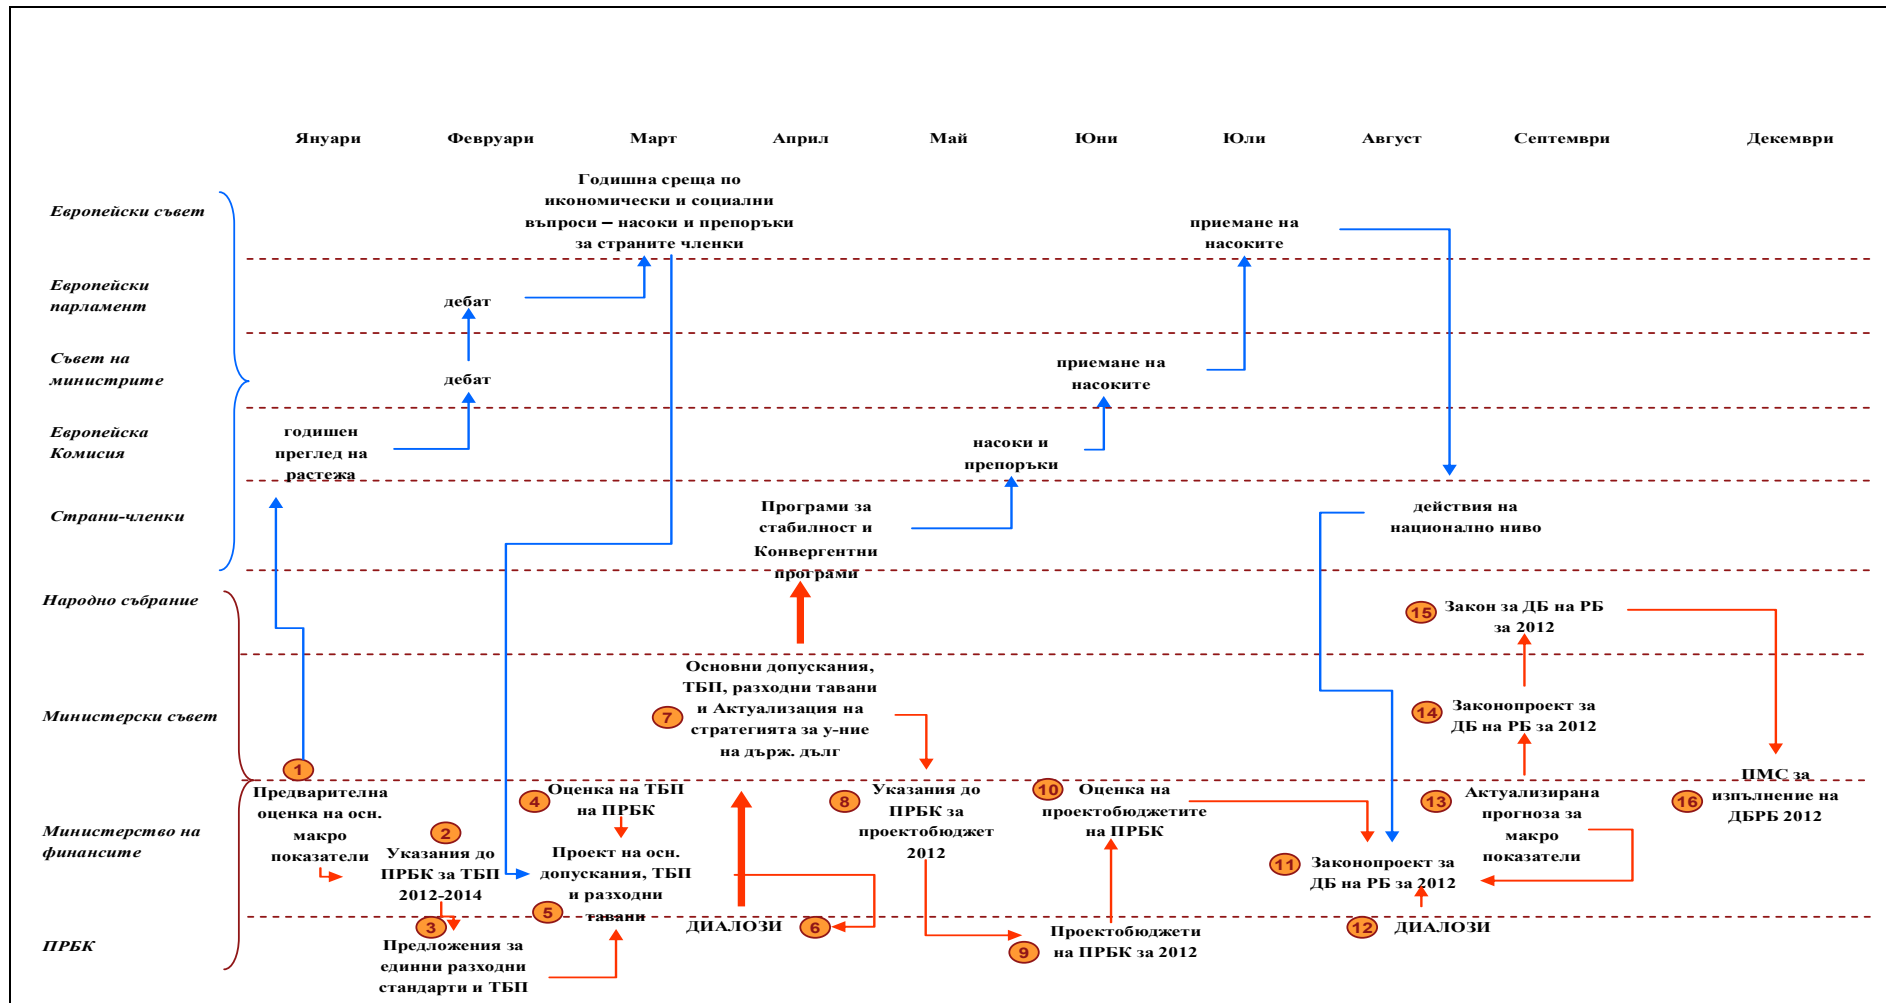 Януари
Февруари
Март
Април
Май
Юни
Юли
Август
Септември
Декември
Европейски съвет
Годишна среща по
икономически и социални
въпроси – насоки и препоръки
за страните членки
приемане на
насоките
Европейски
парламент
дебат
Съвет на
министрите
дебат
приемане на
насоките
Европейска
Комисия
годишен
преглед на
растежа
насоки и
препоръки
Страни-членки
Програми за
стабилност и
Конвергентни
програми
действия на
национално ниво
Народно събрание
15
Закон за ДБ на РБ
за 2012
Министерски съвет
7
Основни допускания,
ТБП, разходни тавани
и Актуализация на
стратегията за у-ние
на държ. дълг
14
Законопроект за
ДБ на РБ за 2012
Министерство на
финансите
1
Предварителна
оценка на осн.
макро
показатели
2
Указания до
ПРБК за ТБП
2012-2014
4
Оценка на ТБП
на ПРБК
5
Проект на осн.
допускания, ТБП
и разходни
тавани
8
Указания до
ПРБК за
проектобюджет
2012
10
Оценка на
проектобюджетите
на ПРБК
11
Законопроект за
ДБ на РБ за 2012
13
Актуализирана
прогноза за
макро
показатели
16
ПМС за
изпълнение на
ДБРБ 2012
ПРБК
3
Предложения за
единни разходни
стандарти и ТБП
ДИАЛОЗИ
6
9
Проектобюджети
на ПРБК за 2012
12
ДИАЛОЗИ